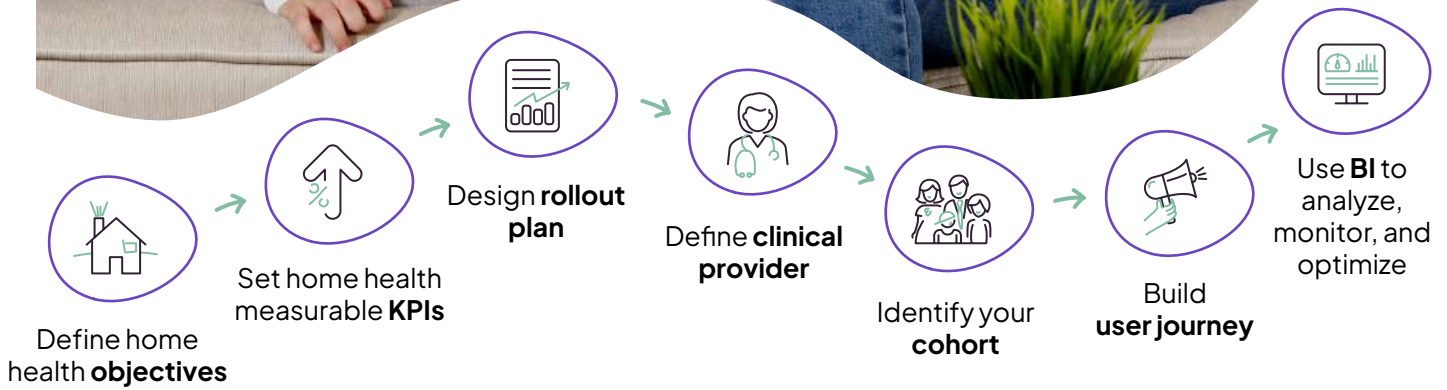 Define home
health objectives
Set home health
measurable KPIs
Design rollout
plan
Define clinical
provider
Identify your
cohort
Build
user journey
Use BI to
analyze,
monitor, and
optimize